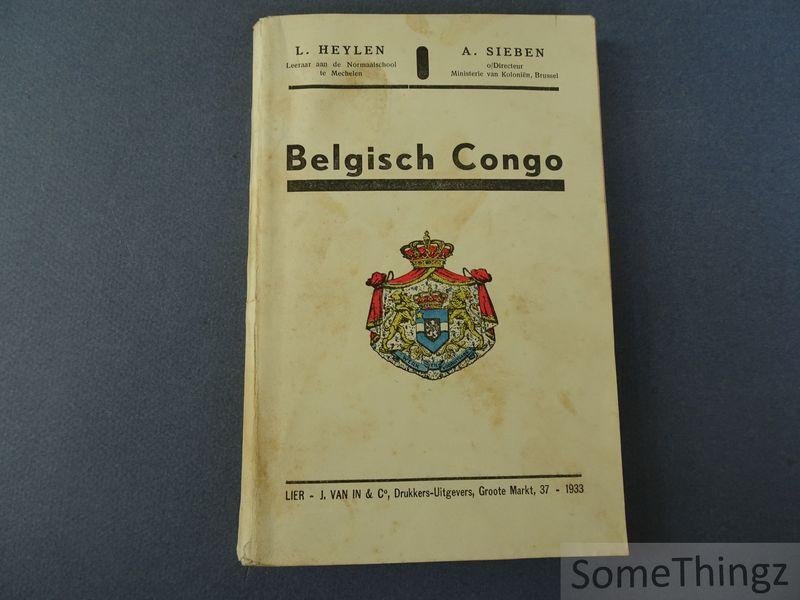 L. HEYLEN
Leeraar aan de Normaalschool
te Mechelen
A. SIEBEN
o/Directeur
Ministerie van Koloniën, Brussel
Belgisch Congo
LIER - J. VAN IN & Cº, Drukkers-Uitgevers, Groote Markt, 37 - 1933
SomeThingz